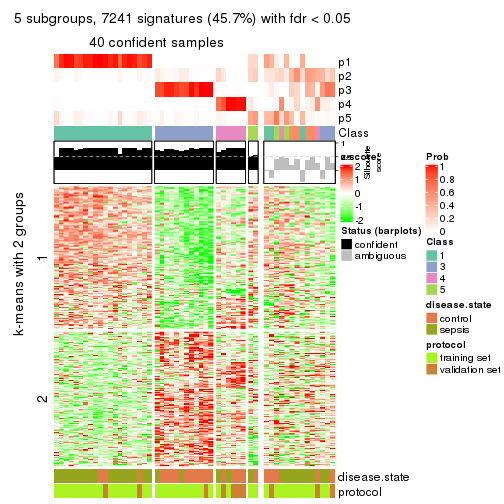 5 subgroups, 7241 signatures (45.7%) with fdr < 0.05
40 confident samples
p1
p2
p3
p4
p5
Class
1
Silhouette
score
z-score
2
1
0
-1
-2
Status (barplots)
confident
ambiguous
Prob
1
0.8
0.6
0.4
0.2
0
Class
1
3
4
5
disease.state
control
sepsis
protocol
training set
validation set
k-means with 2 groups
1
2
disease.state
protocol